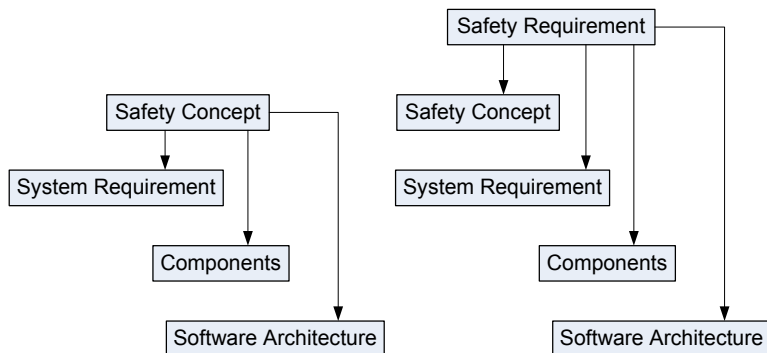 Safety Concept
System Requirement
Components
Software Architecture
Safety Requirement
Safety Concept
System Requirement
Components
Software Architecture